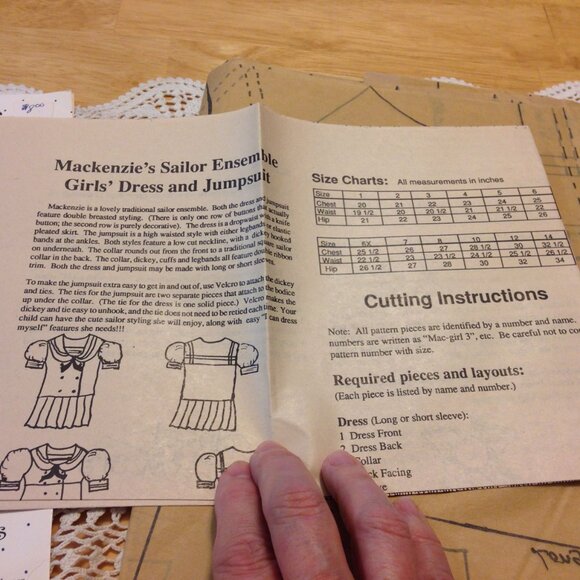 Mackenzie's Sailor Ensemble
Girls' Dress and Jumpsuit
Mackenzie is a lovely traditional sailor ensemble. Both the dress and jumpsuit
feature double breasted styling. (There is only one row of buttons that actually
button; the second row is purely decorative). The dress is a dropwaist with a knife
pleated skirt. The jumpsuit is a high waisted style with either leghands or elastic
bands at the ankles. Both styles feature a low cut neckline, with a dickey hooked
on underneath. The collar rounds out from the front to a traditional square sailor
collar in the back. The collar, dickey, cuffs and legbands all feature double ribbon
trim. Both the dress and jumpsuit may be made with long or short sleeves.
To make the jumpsuit extra easy to get in and out of, use Velcro to attach the dickey
and ties. The ties for the jumpsuit are two separate pieces that attach to the bodice
up under the collar. (The tie for the dress is one solid piece.) Velcro makes the
dickey and tie easy to unhook, and the tie does not need to be retied each time. Your
child can have the cute sailor styling she will enjoy, along with easy "I can dress
myself" features she needs!!!
Size Charts: All measurements in inches
Size 1 2 3 4 5 6
Chest 20 21 22 23 24 25
Waist 19 1/2 20 20 1/2 21 21 1/2 22
Hip 21 22 23 24 25 26
Size 6X 7 8 10 12 14
Chest 25 1/2 26 27 28 1/2 30 32 1/2
Waist 22 1/2 23 23 1/2 24 1/2 25 1/2 26 1/2
Hip 26 1/2 27 28 30 32 34
Cutting Instructions
Note: All pattern pieces are identified by a number and name.
numbers are written as "Mac-girl 3", etc. Be careful not to
pattern number with size.
Required pieces and layouts:
(Each piece is listed by name and number.)
Dress (Long or short sleeve):
1 Dress Front
2 Dress Back
Collar
Facing